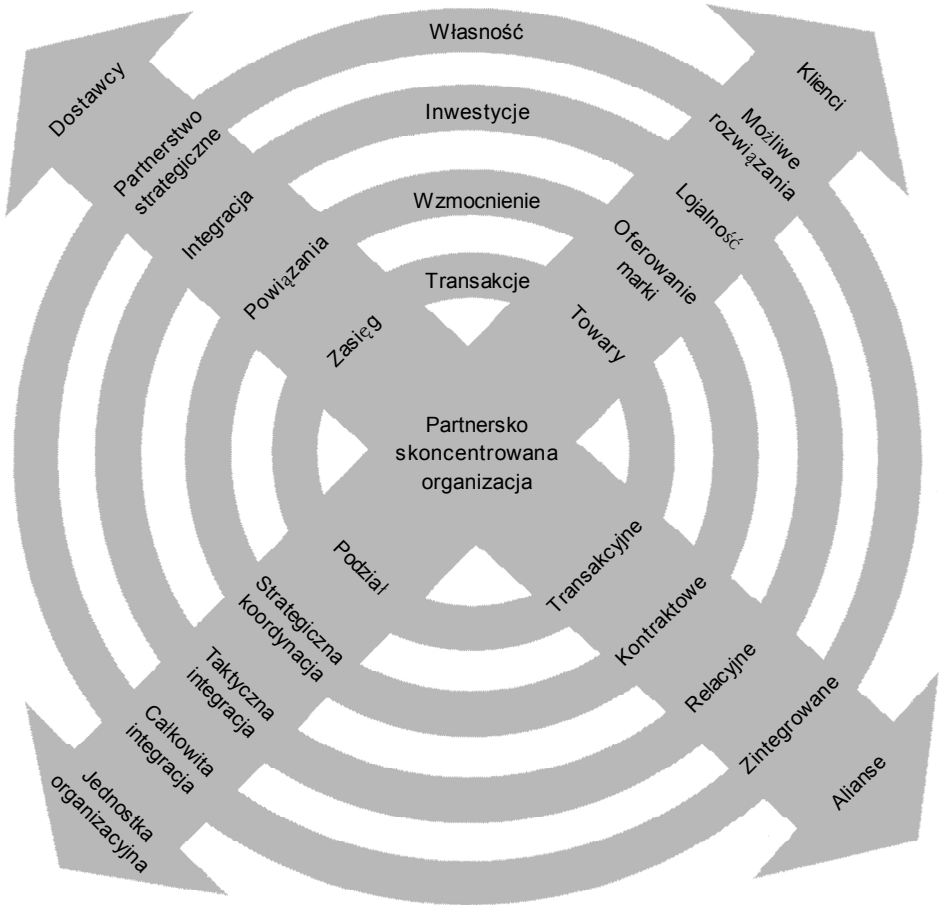 Własność
Inwestycje
Wzmocnienie
Transakcje
Dostawcy
Partnerstwo
strategiczne
Integracja
Powiązania
Zasięg
Klienci
Możliwe
rozwiązania
Lojalność
Oferowanie
marki
Towary
Partnersko
skoncentrowana
organizacja
Podział
Strategiczna
koordynacja
Taktyczna
integracja
Całkowita
integracja
Jednostka
organizacyjna
Transakcyjne
Kontraktowe
Relacyjne
Zintegrowane
Alianse